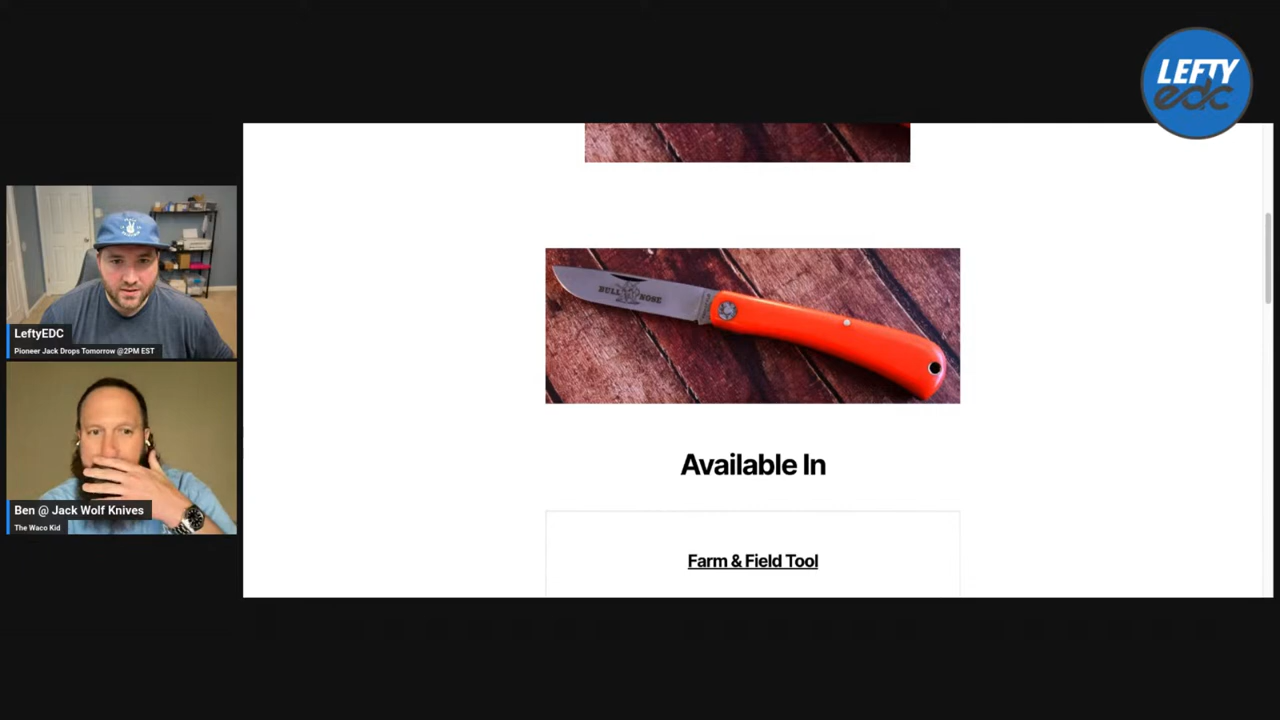 LEFTY
edc
LeftyEDC
Pioneer Jack Drops Tomorrow @2PM EST
Ben @ Jack Wolf Knives
The Waco Kid
BULL NOSE
Available In
Farm & Field Tool